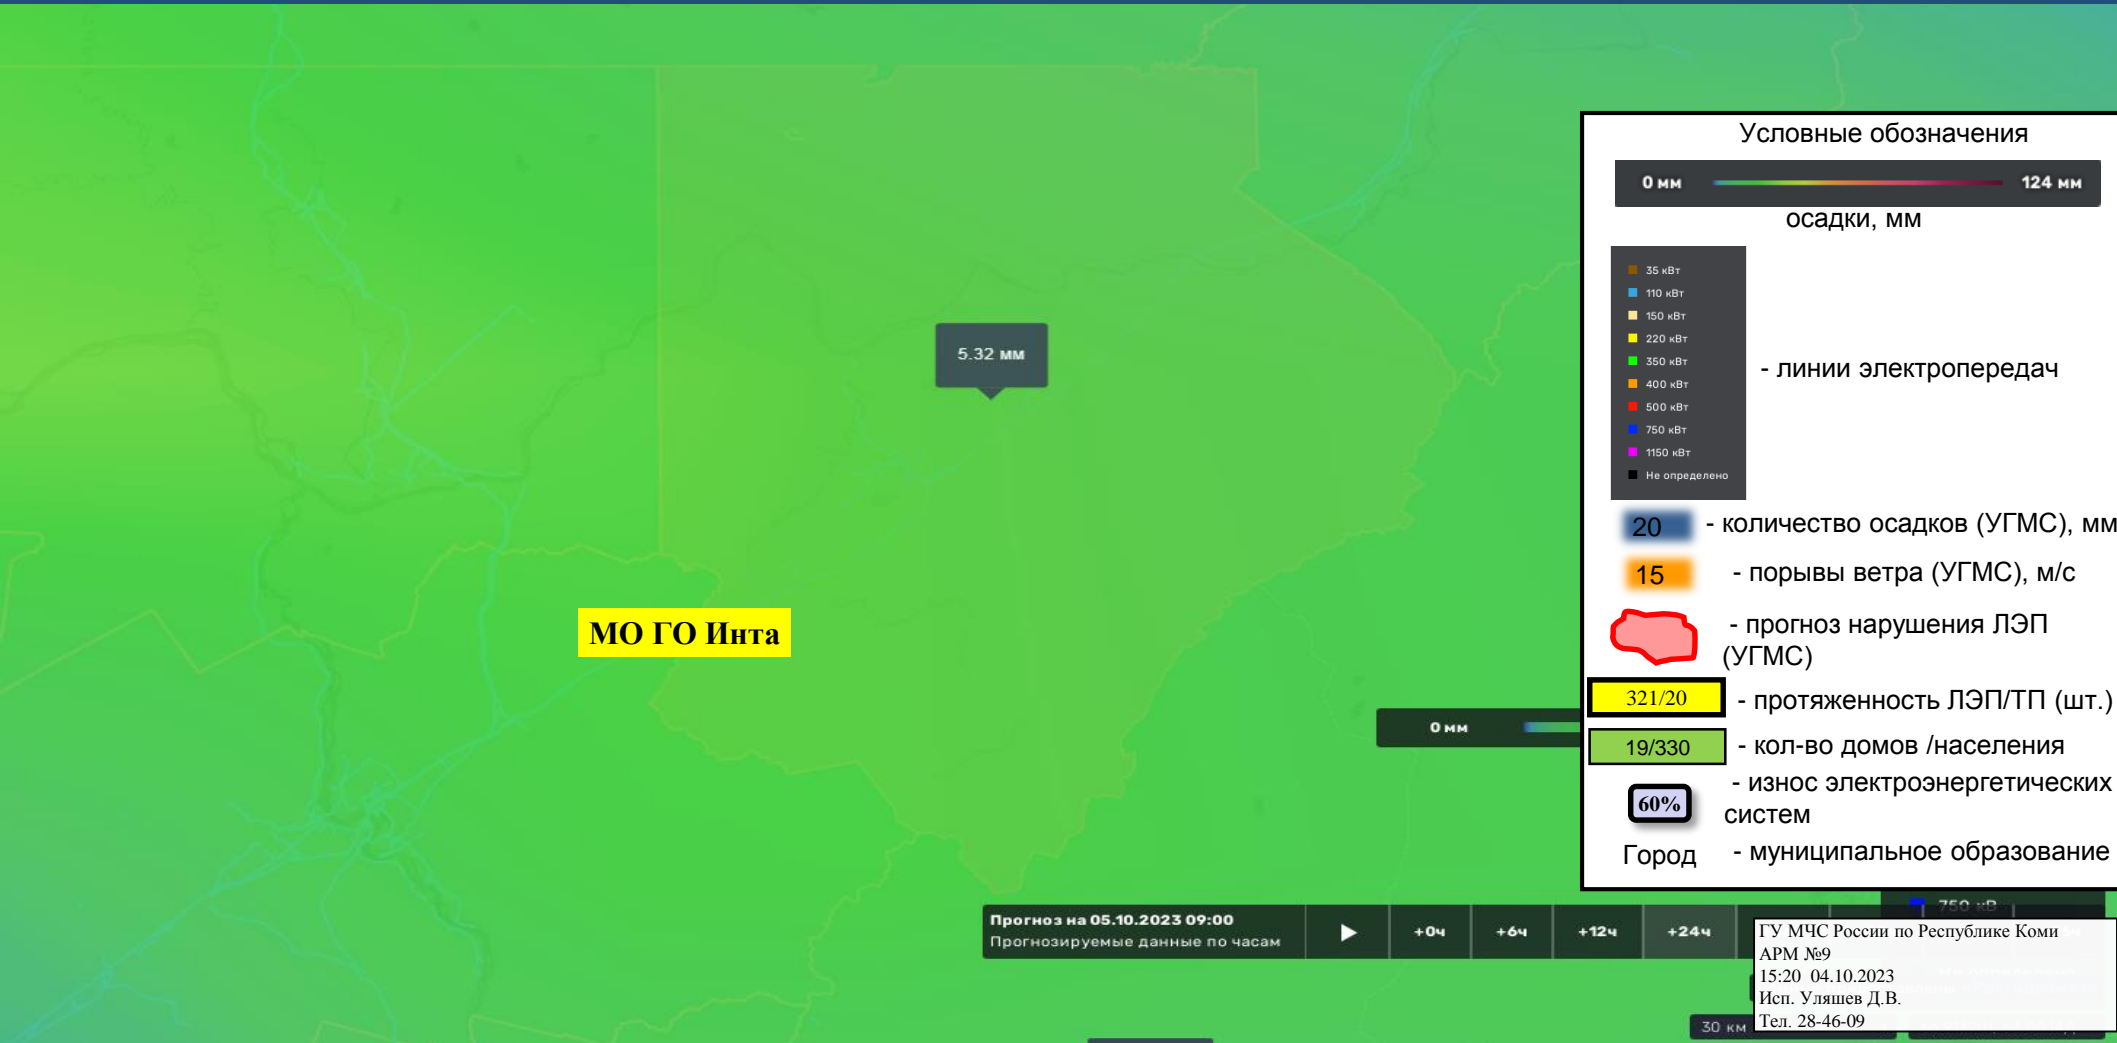 Условные обозначения
0 мм 124 мм
осадки, мм
35 кВт
110 кВт
150 кВт
220 кВт
350 кВт
400 кВт
500 кВт
750 кВт
1150 кВт
Не определено
- линии электропередач
5.32 мм
20 - количество осадков (УГМС), мм
15 - порывы ветра (УГМС), м/с
- прогноз нарушения ЛЭП
(УГМС)
МО ГО Инта
321/20 - протяженность ЛЭП/ТП (шт.)
0 мм
19/330 - кол-во домов /населения
- износ электроэнергетических
60%
систем
Город - муниципальное образование
750 кВ
Прогноз на 05.10.2023 09:00
Прогнозируемые данные по часам
+0ч +6ч +12ч +24ч
ГУ МЧС России по Республике Коми
АРМ №9
15:20 04.10.2023
Исп. Уляшев Д.В.
Тел. 28-46-09
30 км